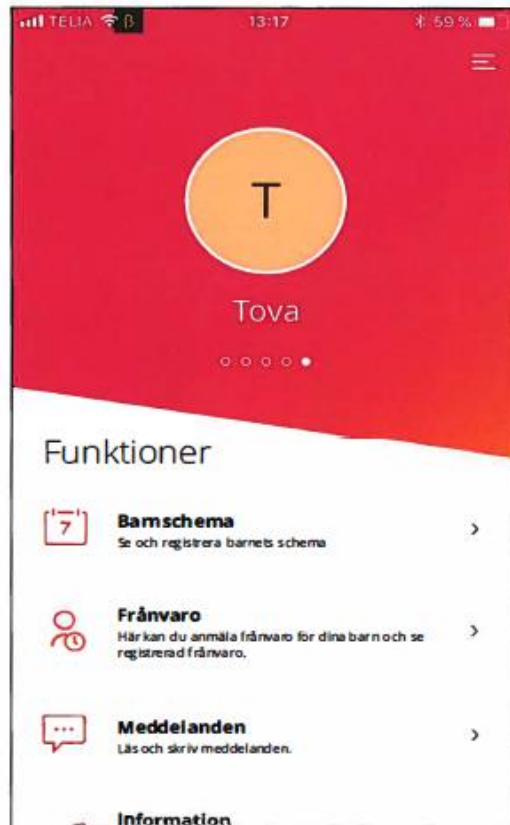 TELIA β 13:17 59 %
T
Tova
Funktioner
7
Barnschema
Se och registrera barnets schema
Frånvaro
Här kan du anmäla frånvaro för dina barn och se
registrerad frånvaro.
Meddelanden
Läs och skriv meddelanden.
Information